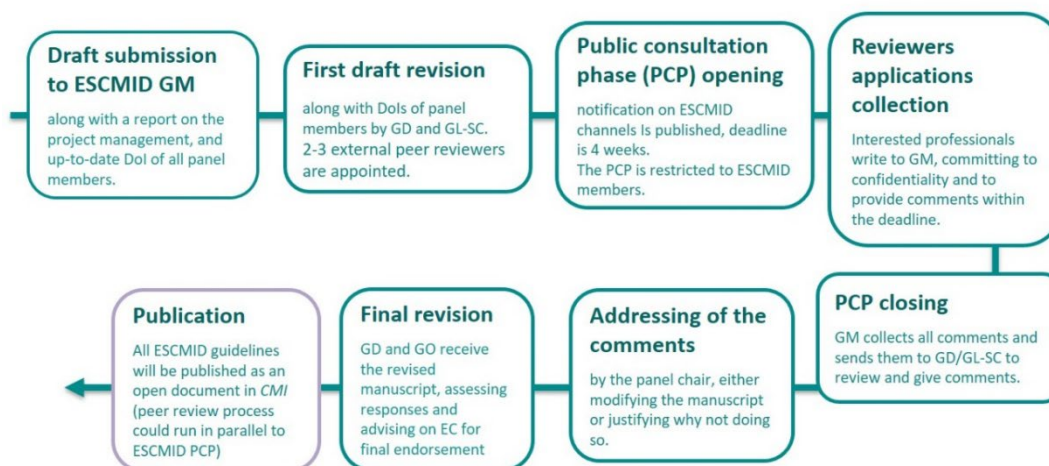 Draft submission
to ESCMID GM
along with a report on the
project management, and
up-to-date DoI of all panel
members.
First draft revision
along with DoIs of panel
members by GD and GL-SC.
2-3 external peer reviewers
are appointed.
Public consultation
phase (PCP) opening
notification on ESCMID
channels Is published, deadline
is 4 weeks.
The PCP is restricted to ESCMID
members.
Reviewers
applications
collection
Interested professionals
write to GM, committing to
confidentiality and to
provide comments within
the deadline.
PCP closing
GM collects all comments and
sends them to GD/GL-SC to
review and give comments.
Addressing of the
comments
by the panel chair, either
modifying the manuscript
or justifying why not doing
so.
Final revision
GD and GO receive
the revised
manuscript, assessing
responses and
advising on EC for
final endorsement
Publication
All ESCMID guidelines
will be published as an
open document in CMI
(peer review process
could run in parallel to
ESCMID PCP)